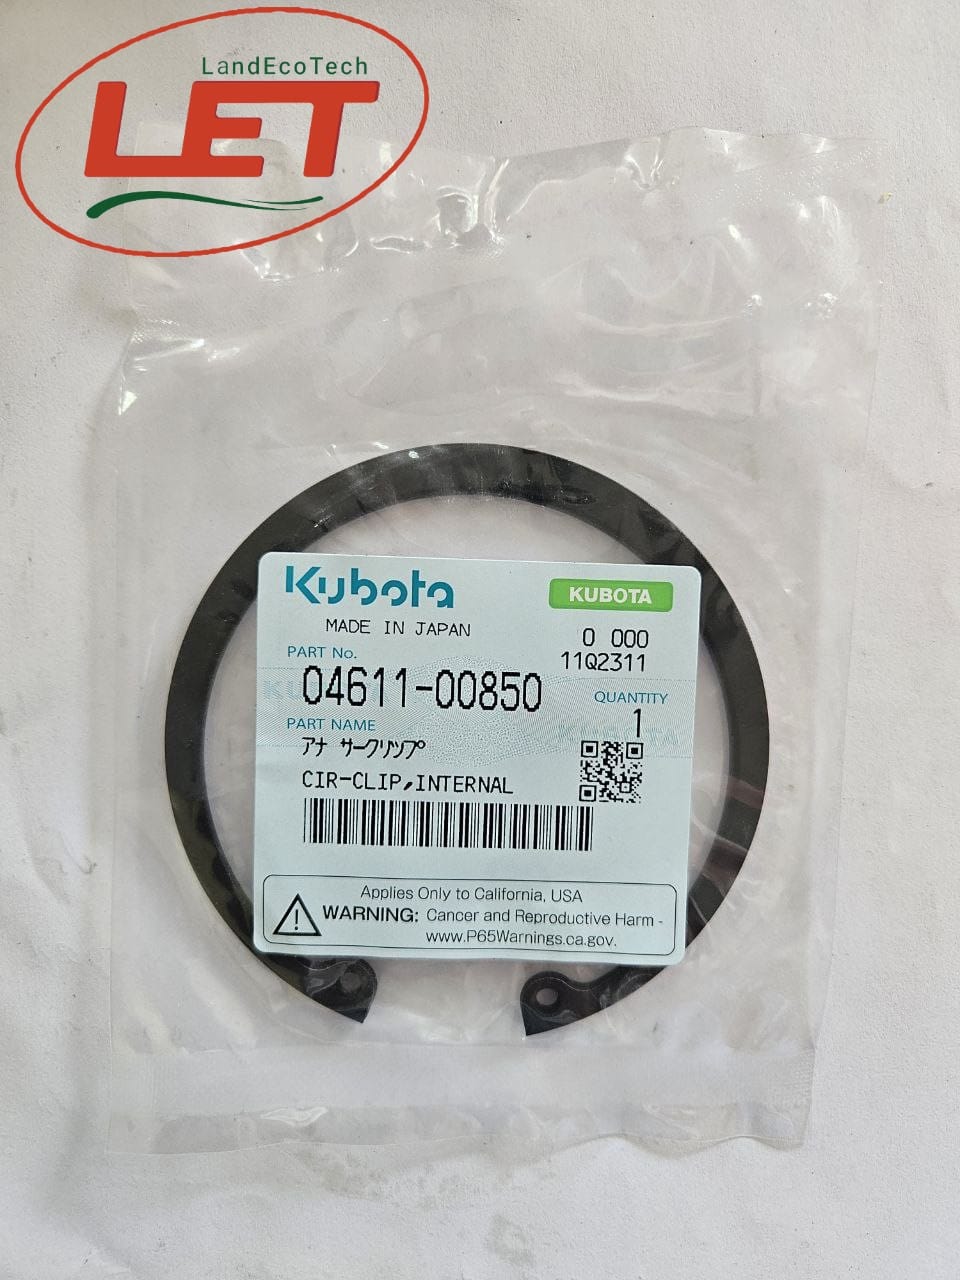 LandEcoTech
LET
Kubota
KUBOTA
MADE IN JAPAN
0 000
11Q2311
PART No.
04611-00850
QUANTITY
1
PART NAME
アナ サークリップ
CIR-CLIP,INTERNAL
Applies Only to California, USA
WARNING: Cancer and Reproductive Harm -
www.P65Warnings.ca.gov.